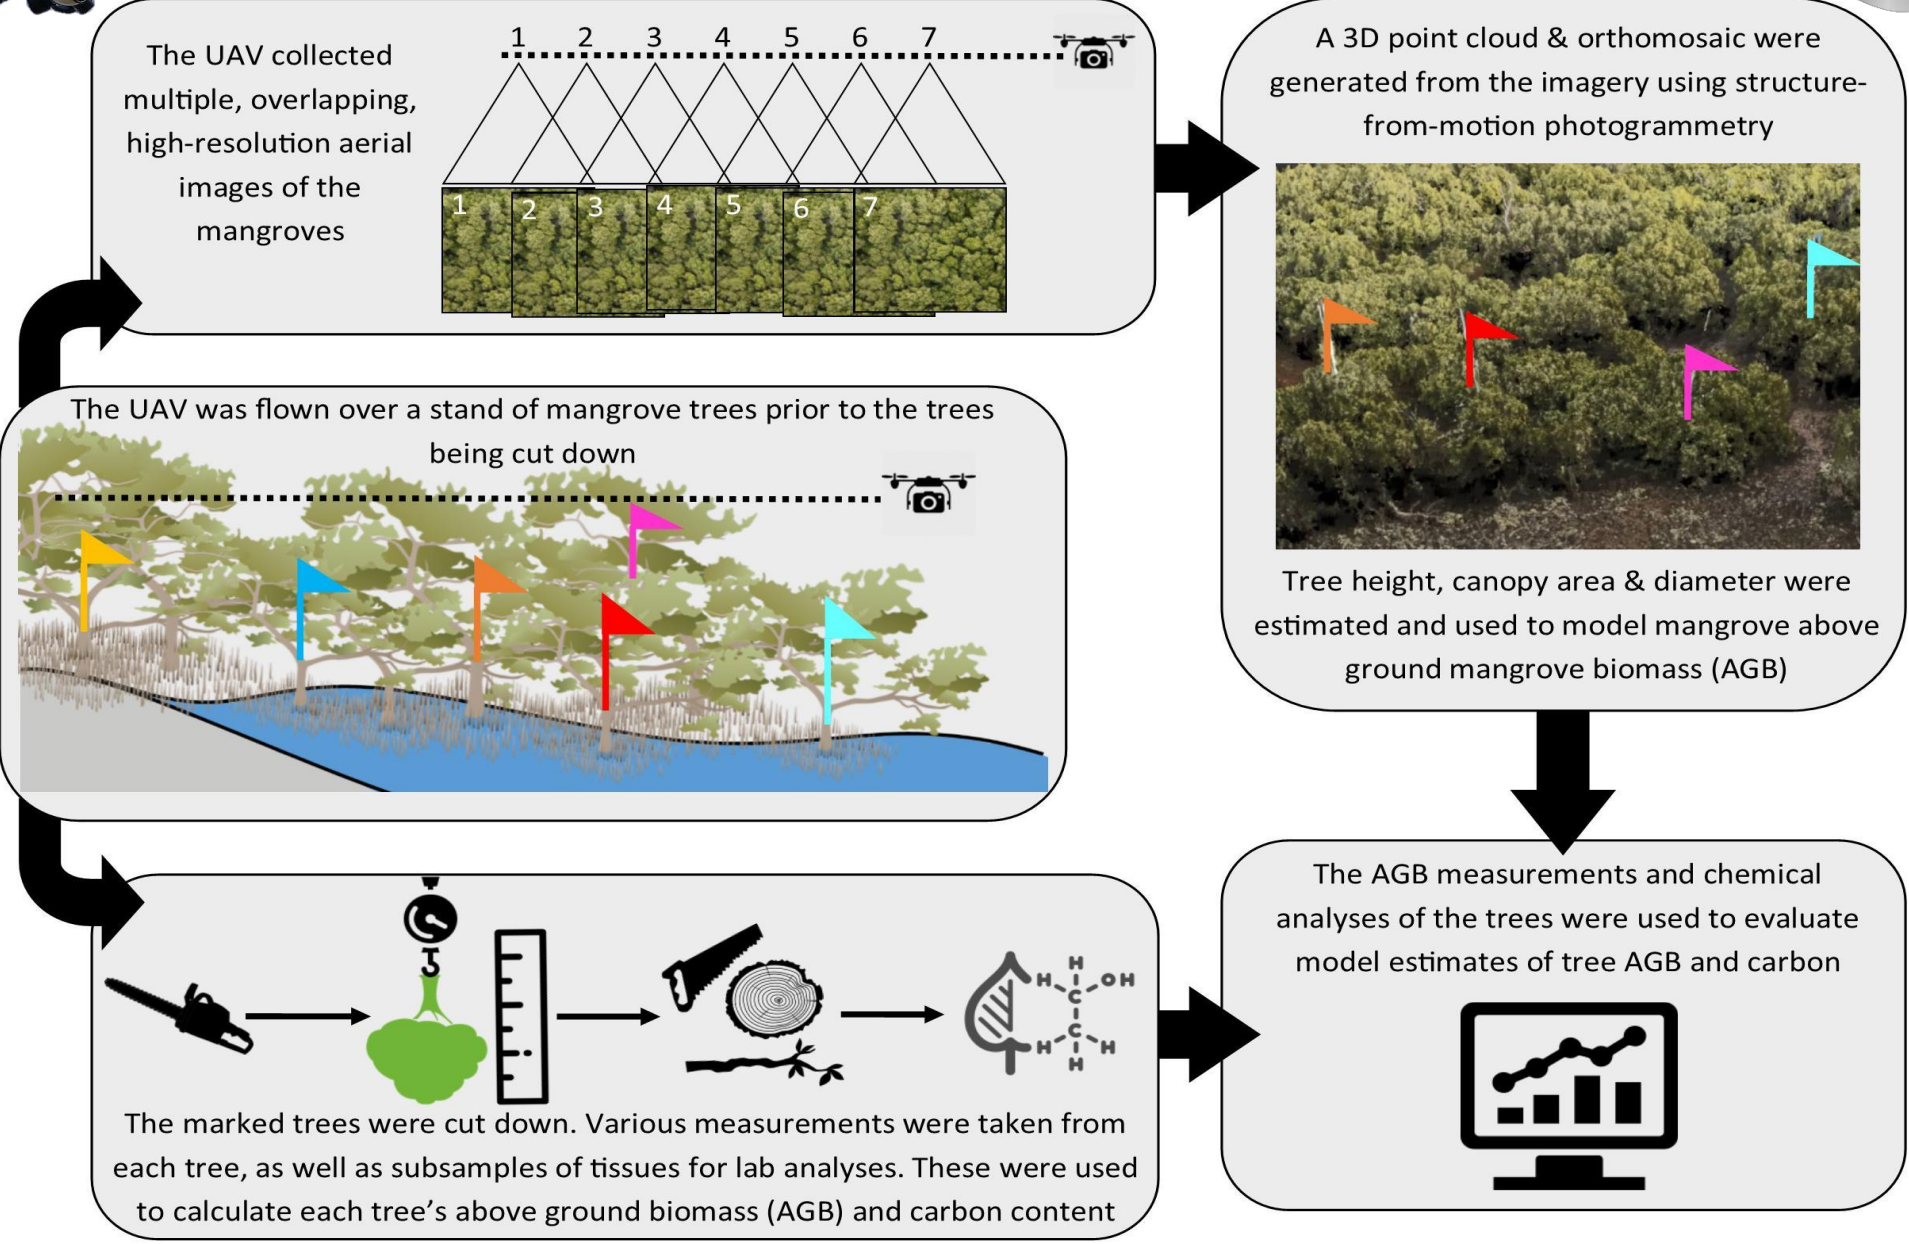 The UAV collected
multiple, overlapping,
high-resolution aerial
images of the
mangroves
1 2 3 4 5 6 7
1 2 3 4 5 6 7
A 3D point cloud & orthomosaic were
generated from the imagery using structure-
from-motion photogrammetry
Tree height, canopy area & diameter were
estimated and used to model mangrove above
ground mangrove biomass (AGB)
The UAV was flown over a stand of mangrove trees prior to the trees
being cut down
H
H C OH
C
H H
H
The marked trees were cut down. Various measurements were taken from
each tree, as well as subsamples of tissues for lab analyses. These were used
to calculate each tree’s above ground biomass (AGB) and carbon content
The AGB measurements and chemical
analyses of the trees were used to evaluate
model estimates of tree AGB and carbon